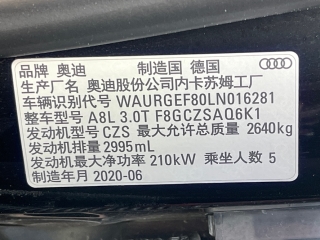 品牌 奥迪 制造国 德国
生产厂名 奥迪股份公司内卡苏姆工厂
车辆识别代号 WAURGEF80LN016281
整车型号 A8L 3.0T F8GCZSAQ6K1
发动机型号 CZS 最大允许总质量 2640kg
发动机排量 2995mL
发动机最大净功率 210kW 乘坐人数 5
制造年月 2020-06